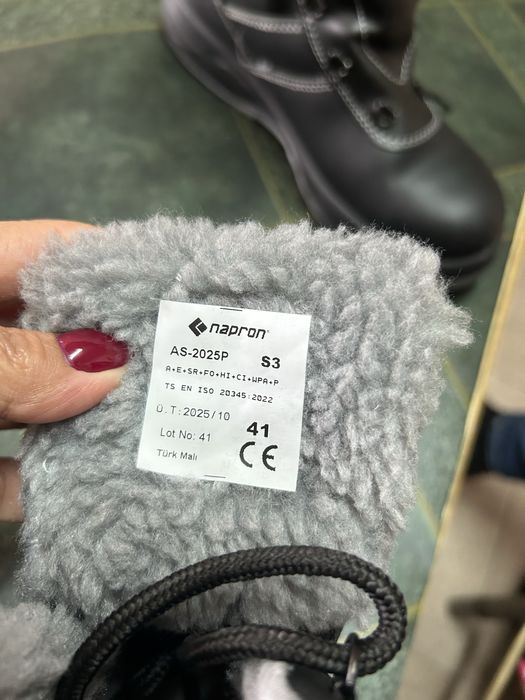 napron®
AS-2025P S3
A+E+SR+FO+HI+CI+WPA+P
TS EN ISO 20345:2022
Ü.T:2025/10
Lot No: 41 41
Türk Malı CE